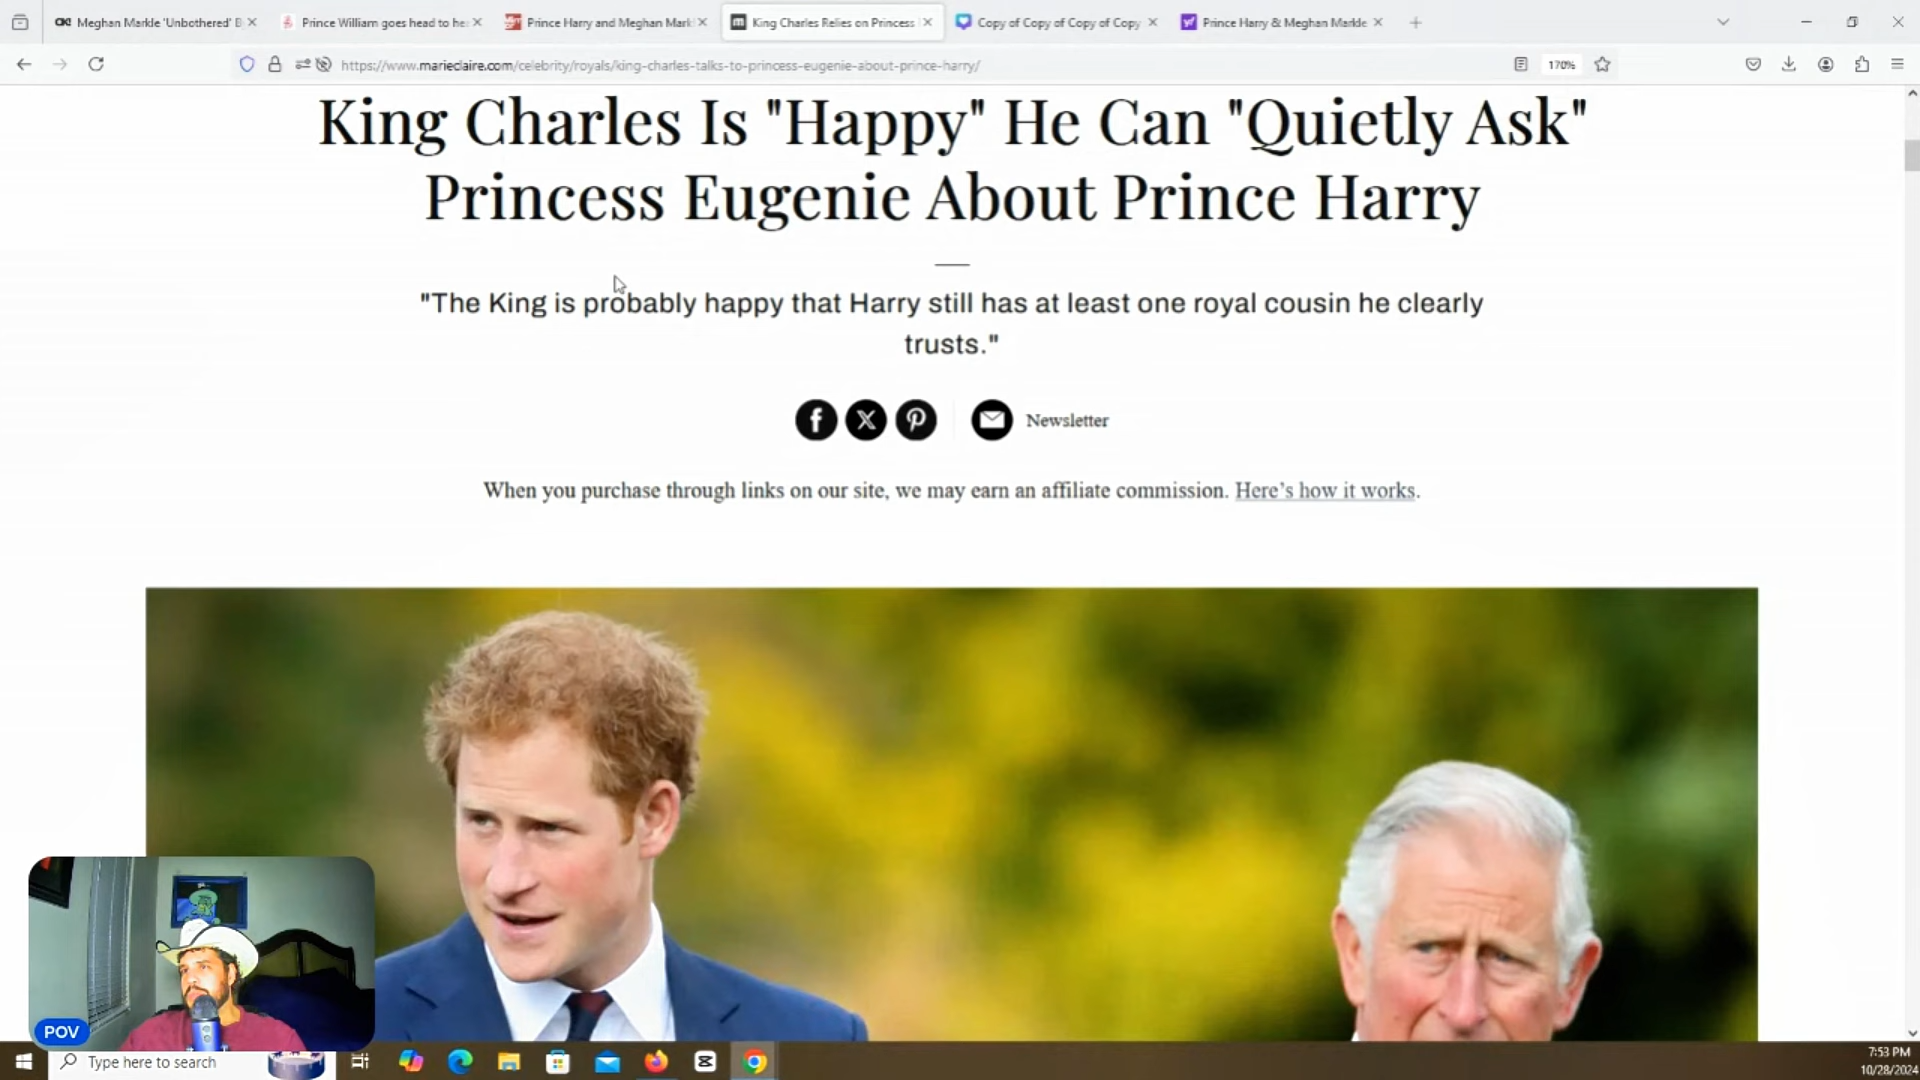 Meghan Markle 'Unbothered' B
Prince William goes head to he
Prince Harry and Meghan Mark
King Charles Relies on Princess
Copy of Copy of Copy of Copy
Prince Harry & Meghan Markle
https://www.marieclaire.com/celebrity/royals/king-charles-talks-to-princess-eugenie-about-prince-harry/
170%
King Charles Is "Happy" He Can "Quietly Ask"
Princess Eugenie About Prince Harry
"The King is probably happy that Harry still has at least one royal cousin he clearly
trusts."
Newsletter
When you purchase through links on our site, we may earn an affiliate commission. Here's how it works.
POV
Type here to search
7:53 PM
10/28/2024